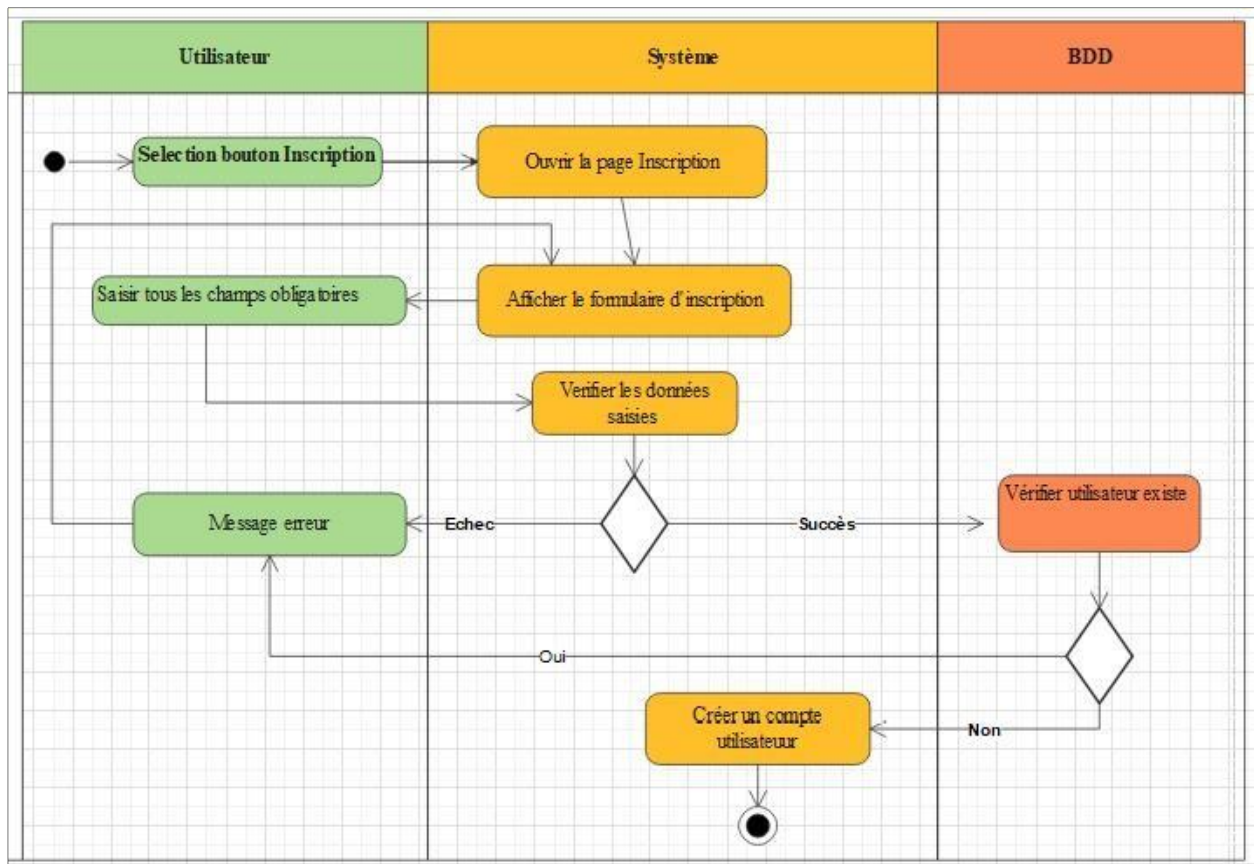 Utilisateur
Système
BDD
Selection bouton Inscription
Ouvrir la page Inscription
Saisir tous les champs obligatoires
Afficher le formulaire d'inscription
Verifier les données
saisies
Message erreur
Echec
Succès
Vérifier utilisateur existe
Oui
Créer un compte
utilisateuur
Non